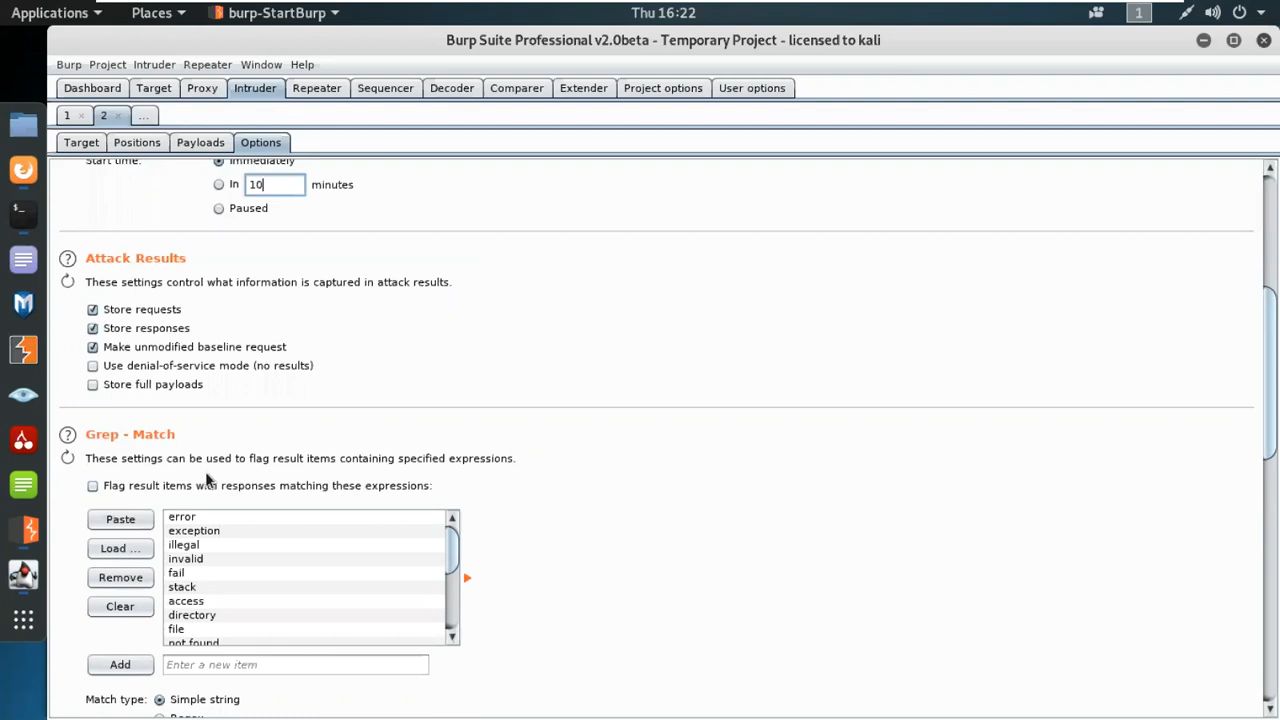 Applications Places burp-StartBurp Thu 16:22 1
Burp Suite Professional v2.0beta - Temporary Project - licensed to kali
Burp Project Intruder Repeater Window Help
Dashboard Target Proxy Intruder Repeater Sequencer Decoder Comparer Extender Project options User options
1 × 2 × ...
Target Positions Payloads Options
Start time: Immediately
In 10 minutes
Paused
? Attack Results
These settings control what information is captured in attack results.
Store requests
Store responses
Make unmodified baseline request
Use denial-of-service mode (no results)
Store full payloads
? Grep - Match
These settings can be used to flag result items containing specified expressions.
Flag result items with responses matching these expressions:
Paste
Load ...
Remove
Clear
error
exception
illegal
invalid
fail
stack
access
directory
file
not found
Add Enter a new item
Match type: Simple string
Regex